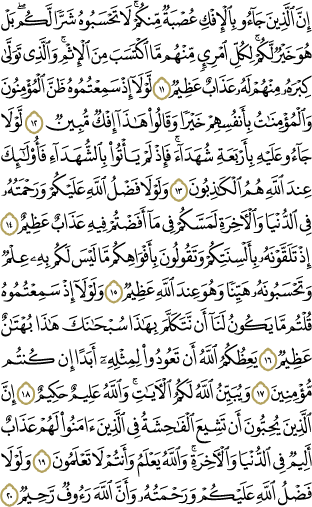 إِنَّ الَّذِينَ جَاءُو بِالْإِفْكِ عُصْبَةٌ مِّنكُمْ ۚ لَا تَحْسَبُوهُ شَرًّا لَّكُم ۖ بَلْ
هُوَ خَيْرٌ لَّكُمْ ۚ لِكُلِّ امْرِئٍ مِّنْهُم مَّا اكْتَسَبَ مِنَ الْإِثْمِ ۚ وَالَّذِي تَوَلَّىٰ
كِبْرَهُ مِنْهُمْ لَهُ عَذَابٌ عَظِيمٌ ١١ لَّوْلَا إِذْ سَمِعْتُمُوهُ ظَنَّ الْمُؤْمِنُونَ
وَالْمُؤْمِنَاتُ بِأَنفُسِهِمْ خَيْرًا وَقَالُوا هَٰذَا إِفْكٌ مُّبِينٌ ١٢ لَّوْلَا
جَاءُو عَلَيْهِ بِأَرْبَعَةِ شُهَدَاءَ ۚ فَإِذْ لَمْ يَأْتُوا بِالشُّهَدَاءِ فَأُولَٰئِكَ
عِندَ اللَّهِ هُمُ الْكَاذِبُونَ ١٣ وَلَوْلَا فَضْلُ اللَّهِ عَلَيْكُمْ وَرَحْمَتُهُ
فِي الدُّنْيَا وَالْآخِرَةِ لَمَسَّكُمْ فِي مَا أَفَضْتُمْ فِيهِ عَذَابٌ عَظِيمٌ ١٤
إِذْ تَلَقَّوْنَهُ بِأَلْسِنَتِكُمْ وَتَقُولُونَ بِأَفْوَاهِكُم مَّا لَيْسَ لَكُم بِهِ عِلْمٌ
وَتَحْسَبُونَهُ هَيِّنًا وَهُوَ عِندَ اللَّهِ عَظِيمٌ ١٥ وَلَوْلَا إِذْ سَمِعْتُمُوهُ
قُلْتُم مَّا يَكُونُ لَنَا أَن نَّتَكَلَّمَ بِهَٰذَا سُبْحَانَكَ هَٰذَا بُهْتَانٌ
عَظِيمٌ ١٦ يَعِظُكُمُ اللَّهُ أَن تَعُودُوا لِمِثْلِهِ أَبَدًا إِن كُنتُم
مُّؤْمِنِينَ ١٧ وَيُبَيِّنُ اللَّهُ لَكُمُ الْآيَاتِ ۚ وَاللَّهُ عَلِيمٌ حَكِيمٌ ١٨ إِنَّ
الَّذِينَ يُحِبُّونَ أَن تَشِيعَ الْفَاحِشَةُ فِي الَّذِينَ آمَنُوا لَهُمْ عَذَابٌ
أَلِيمٌ فِي الدُّنْيَا وَالْآخِرَةِ ۚ وَاللَّهُ يَعْلَمُ وَأَنتُمْ لَا تَعْلَمُونَ ١٩ وَلَوْلَا
فَضْلُ اللَّهِ عَلَيْكُمْ وَرَحْمَتُهُ وَأَنَّ اللَّهَ رَءُوفٌ رَّحِيمٌ ٢٠